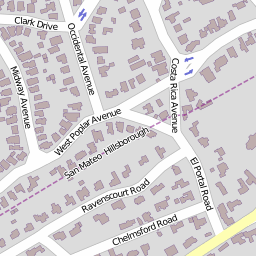 Clark Drive
Occidental Avenue
Midway Avenue
Costa Rica Avenue
West Poplar Avenue
San Mateo·Hillsborough
El Portal Road
Ravenscourt Road
Chelmsford Road